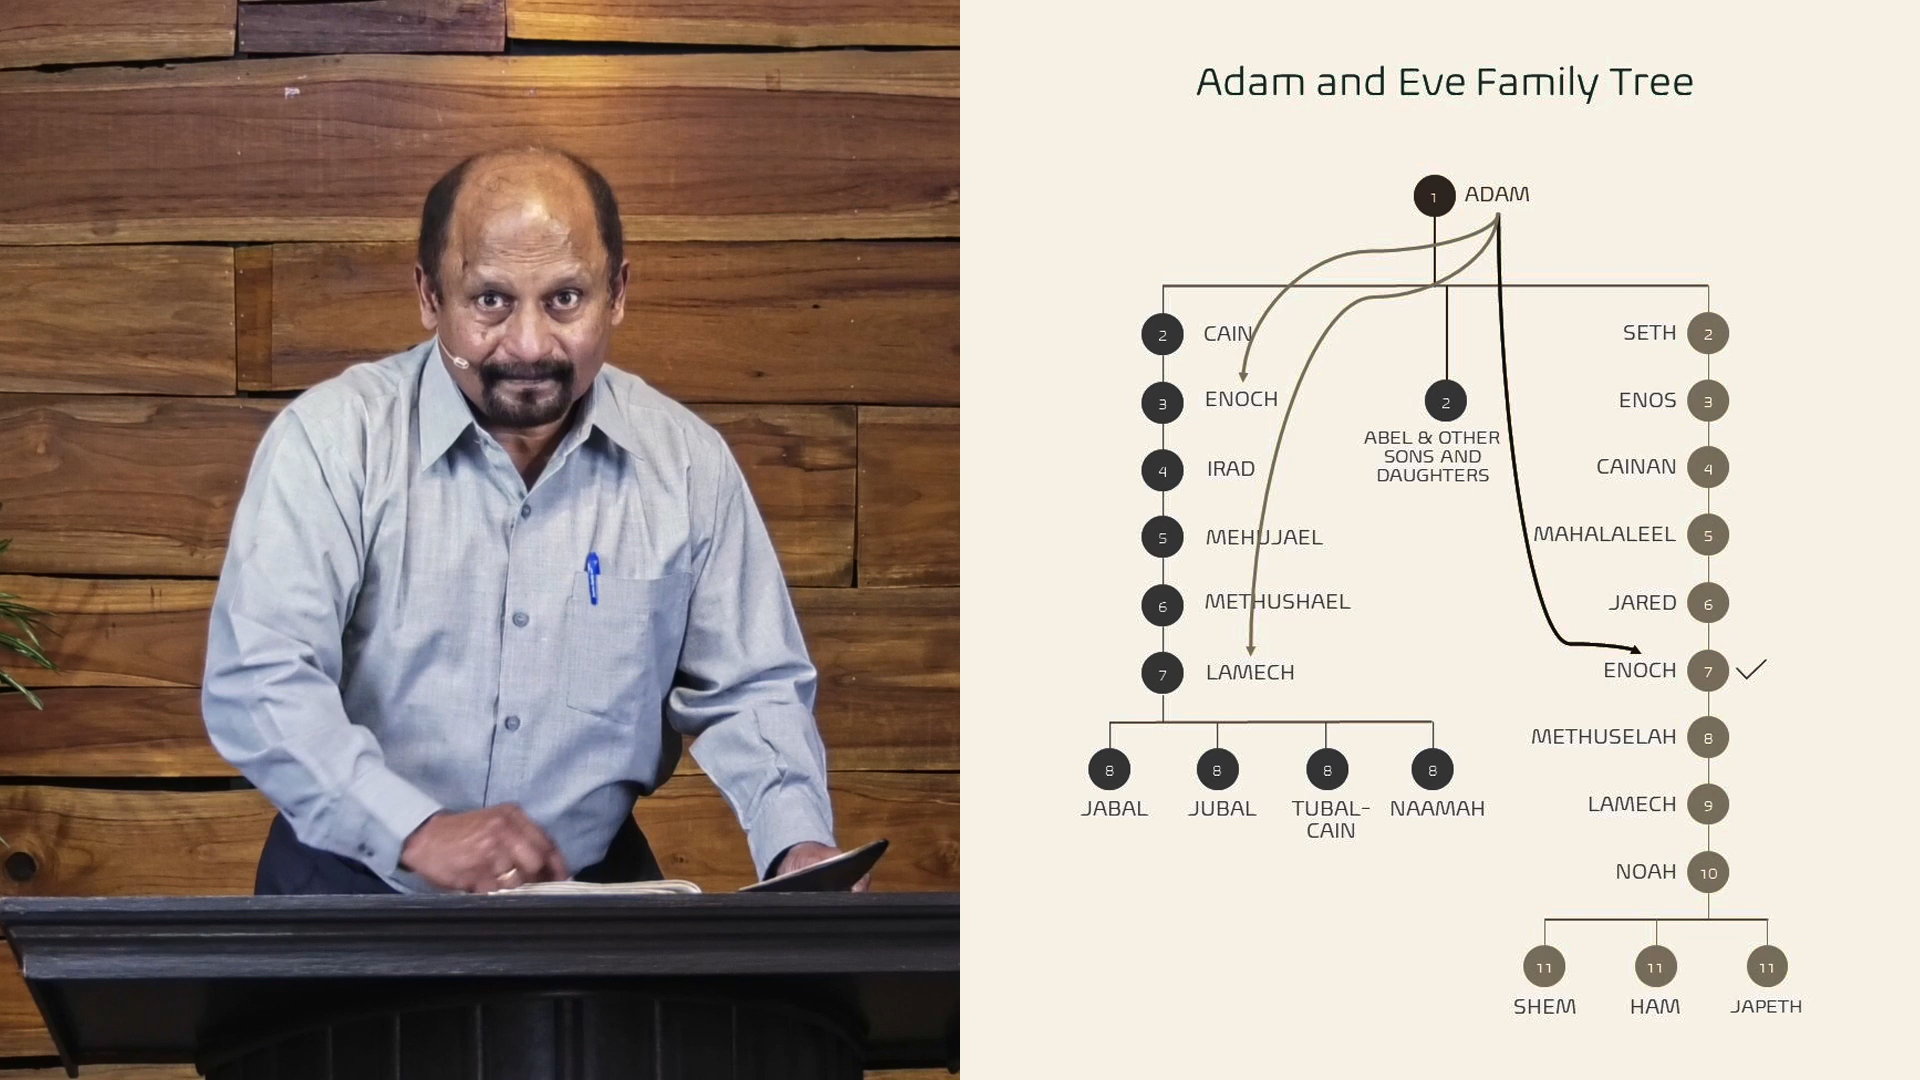 Adam and Eve Family Tree
1 ADAM
2 CAIN
SETH 2
3 ENOCH
2
ABEL & OTHER
SONS AND
DAUGHTERS
ENOS 3
4 IRAD
CAINAN 4
5 MEHUJAEL
MAHALALEEL 5
6 METHUSHAEL
JARED 6
7 LAMECH
ENOCH 7
METHUSELAH 8
8 8 8 8
JABAL JUBAL TUBAL-
CAIN NAAMAH
LAMECH 9
NOAH 10
11 11 11
SHEM HAM JAPETH